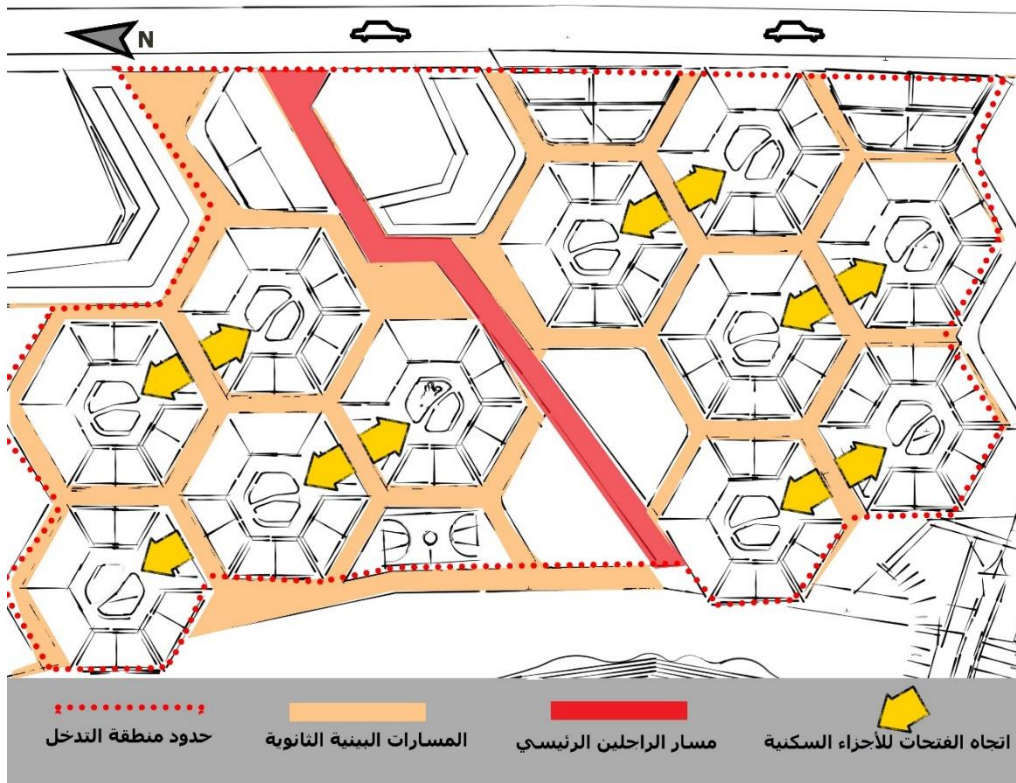 N
اتجاه الفتحات للأجزاء السكنية
مسار الراجلين الرئيسي
المسارات البينية الثانوية
حدود منطقة التدخل